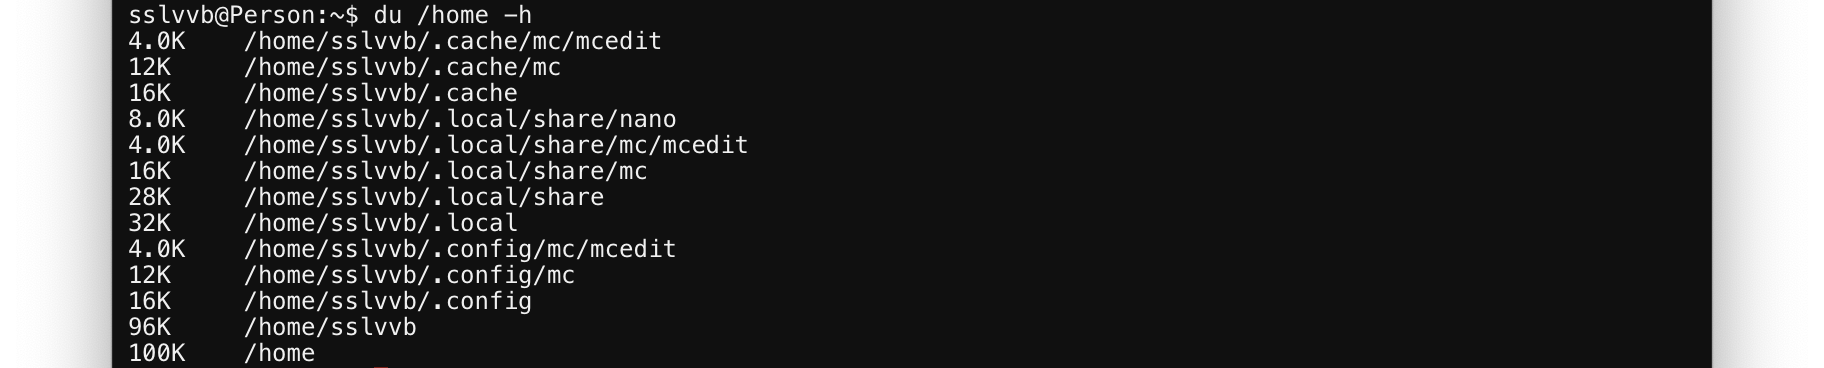 sslvvb@Person:~$ du /home -h
4.0K    /home/sslvvb/.cache/mc/mcedit
12K     /home/sslvvb/.cache/mc
16K     /home/sslvvb/.cache
8.0K    /home/sslvvb/.local/share/nano
4.0K    /home/sslvvb/.local/share/mc/mcedit
16K     /home/sslvvb/.local/share/mc
28K     /home/sslvvb/.local/share
32K     /home/sslvvb/.local
4.0K    /home/sslvvb/.config/mc/mcedit
12K     /home/sslvvb/.config/mc
16K     /home/sslvvb/.config
96K     /home/sslvvb
100K    /home